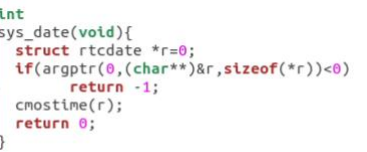 int
sys_date(void){
  struct rtcdate *r=0;
  if(argptr(0,(char**)&r,sizeof(*r))<0)
        return -1;
  cmostime(r);
  return 0;
}